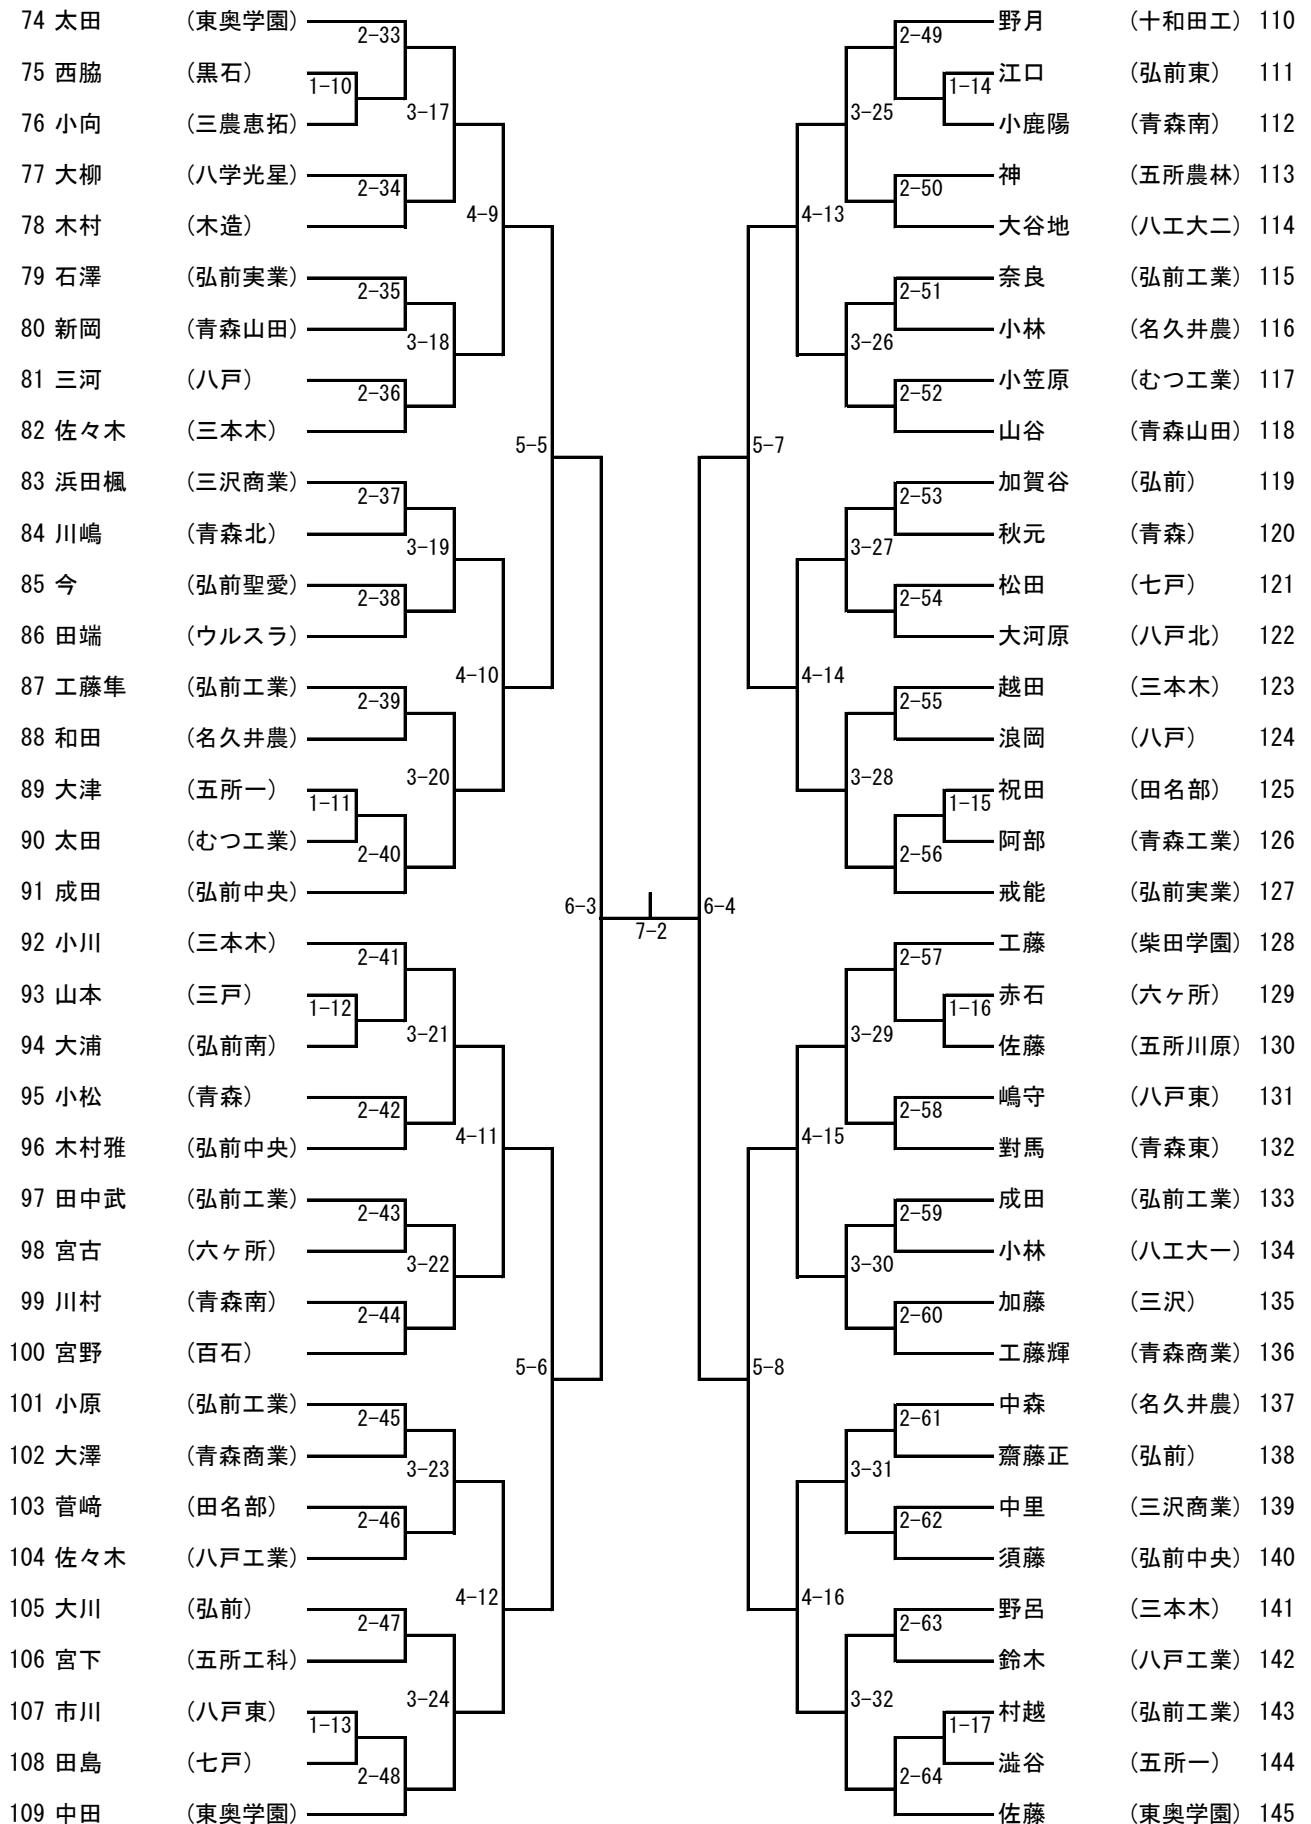 74 太田 (東奥学園) 2-33 2-49 野月 (十和田工) 110
75 西脇 (黒石) 1-10 1-14 江口 (弘前東) 111
76 小向 (三農恵拓) 3-17 3-25 小鹿陽 (青森南) 112
77 大柳 (八学光星) 2-34 2-50 神 (五所農林) 113
78 木村 (木造) 4-9 4-13 大谷地 (八工大二) 114
79 石澤 (弘前実業) 2-35 2-51 奈良 (弘前工業) 115
80 新岡 (青森山田) 3-18 3-26 小林 (名久井農) 116
81 三河 (八戸) 2-36 2-52 小笠原 (むつ工業) 117
82 佐々木 (三本木) 5-5 5-7 山谷 (青森山田) 118
83 浜田楓 (三沢商業) 2-37 2-53 加賀谷 (弘前) 119
84 川嶋 (青森北) 3-19 3-27 秋元 (青森) 120
85 今 (弘前聖愛) 2-38 2-54 松田 (七戸) 121
86 田端 (ウルスラ) 大河原 (八戸北) 122
87 工藤隼 (弘前工業) 4-10 2-39 4-14 2-55 越田 (三本木) 123
88 和田 (名久井農) 3-20 3-28 浪岡 (八戸) 124
89 大津 (五所一) 1-11 1-15 祝田 (田名部) 125
90 太田 (むつ工業) 2-40 2-56 阿部 (青森工業) 126
91 成田 (弘前中央) 6-3 7-2 6-4 戒能 (弘前実業) 127
92 小川 (三本木) 2-41 2-57 工藤 (柴田学園) 128
93 山本 (三戸) 1-12 1-16 赤石 (六ヶ所) 129
94 大浦 (弘前南) 3-21 3-29 佐藤 (五所川原) 130
95 小松 (青森) 2-42 2-58 嶋守 (八戸東) 131
96 木村雅 (弘前中央) 4-11 4-15 對馬 (青森東) 132
97 田中武 (弘前工業) 2-43 2-59 成田 (弘前工業) 133
98 宮古 (六ヶ所) 3-22 3-30 小林 (八工大一) 134
99 川村 (青森南) 2-44 2-60 加藤 (三沢) 135
100 宮野 (百石) 5-6 5-8 工藤輝 (青森商業) 136
101 小原 (弘前工業) 2-45 2-61 中森 (名久井農) 137
102 大澤 (青森商業) 3-23 3-31 齋藤正 (弘前) 138
103 菅﨑 (田名部) 2-46 2-62 中里 (三沢商業) 139
104 佐々木 (八戸工業) 4-12 4-16 須藤 (弘前中央) 140
105 大川 (弘前) 2-47 2-63 野呂 (三本木) 141
106 宮下 (五所工科) 3-24 3-32 鈴木 (八戸工業) 142
107 市川 (八戸東) 1-13 1-17 村越 (弘前工業) 143
108 田島 (七戸) 2-48 2-64 澁谷 (五所一) 144
109 中田 (東奥学園) 佐藤 (東奥学園) 145